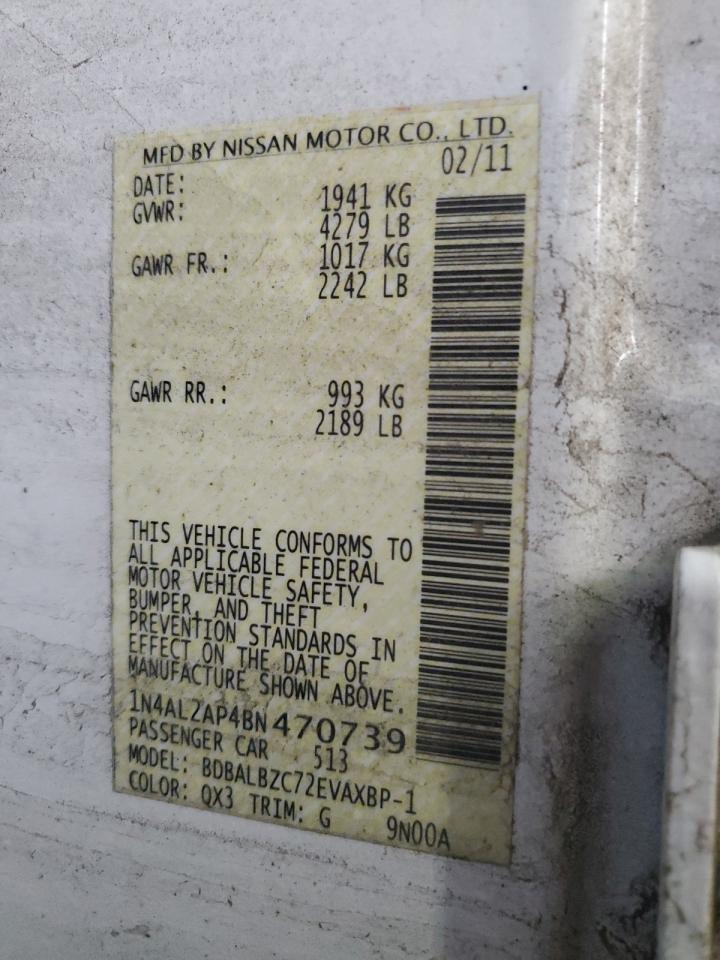 MFD BY NISSAN MOTOR CO., LTD.
DATE: 02/11
GVWR: 1941 KG
4279 LB
GAWR FR.: 1017 KG
2242 LB
GAWR RR.: 993 KG
2189 LB
THIS VEHICLE CONFORMS TO
ALL APPLICABLE FEDERAL
MOTOR VEHICLE SAFETY,
BUMPER, AND THEFT
PREVENTION STANDARDS IN
EFFECT ON THE DATE OF
MANUFACTURE SHOWN ABOVE.
1N4AL2AP4BN470739
PASSENGER CAR 513
MODEL: BDBALBZC72EVAXBP-1
COLOR: QX3 TRIM: G 9N00A